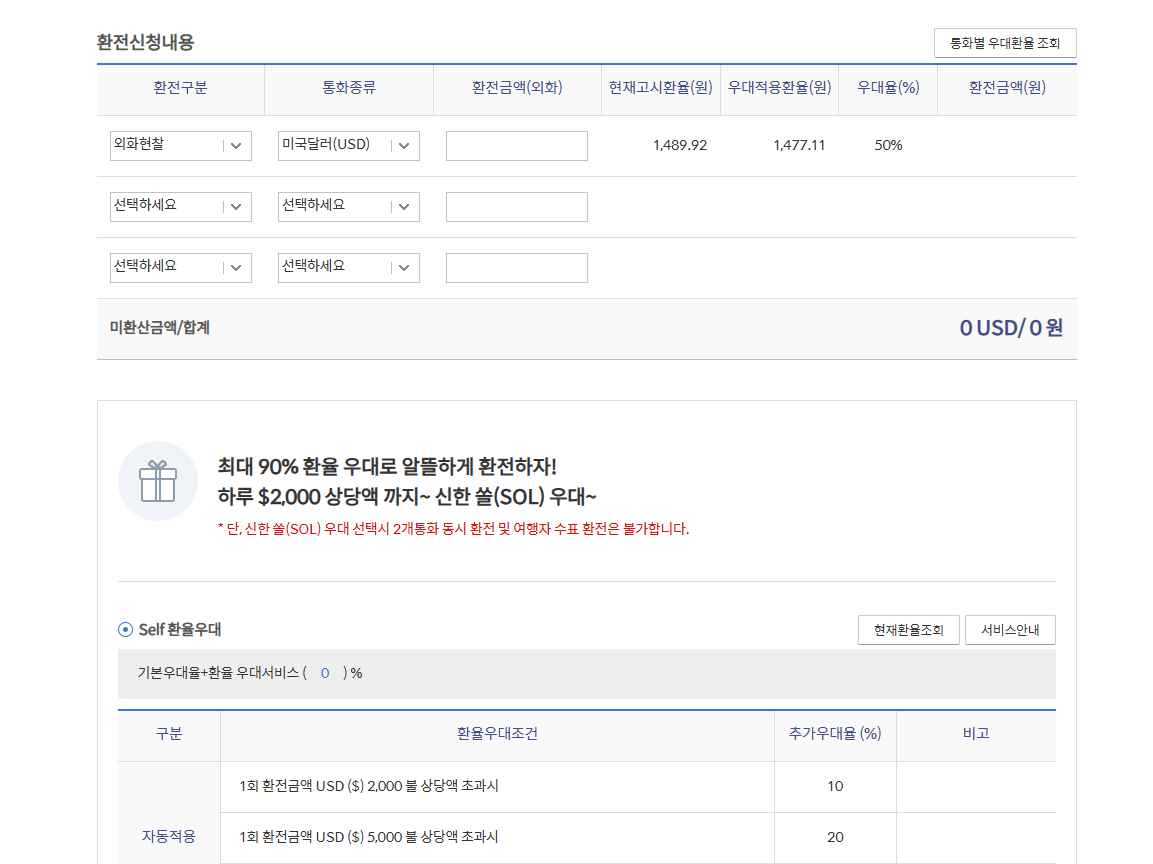 환전신청내용
통화별 우대환율 조회
환전구분 통화종류 환전금액(외화) 현재고시환율(원) 우대적용환율(원) 우대율(%) 환전금액(원)
외화현찰 미국달러(USD) 1,489.92 1,477.11 50%
선택하세요 선택하세요
선택하세요 선택하세요
미환산금액/합계 0 USD/ 0 원
최대 90% 환율 우대로 알뜰하게 환전하자!
하루 $2,000 상당액 까지~ 신한 쏠(SOL) 우대~
* 단, 신한 쏠(SOL) 우대 선택시 2개통화 동시 환전 및 여행자 수표 환전은 불가합니다.
Self 환율우대 현재환율조회 서비스안내
기본우대율+환율 우대서비스 ( 0 ) %
구분 환율우대조건 추가우대율 (%) 비고
1회 환전금액 USD ($) 2,000 불 상당액 초과시 10
자동적용 1회 환전금액 USD ($) 5,000 불 상당액 초과시 20